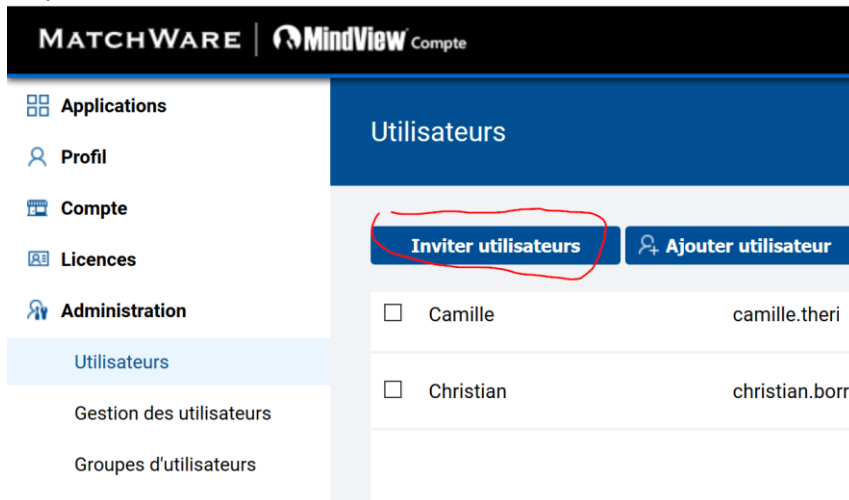 MATCHWARE | MindView Compte
Applications
Profil
Compte
Licences
Administration
Utilisateurs
Gestion des utilisateurs
Groupes d'utilisateurs
Utilisateurs
Inviter utilisateurs
Ajouter utilisateur
Camille camille.theri
Christian christian.borr